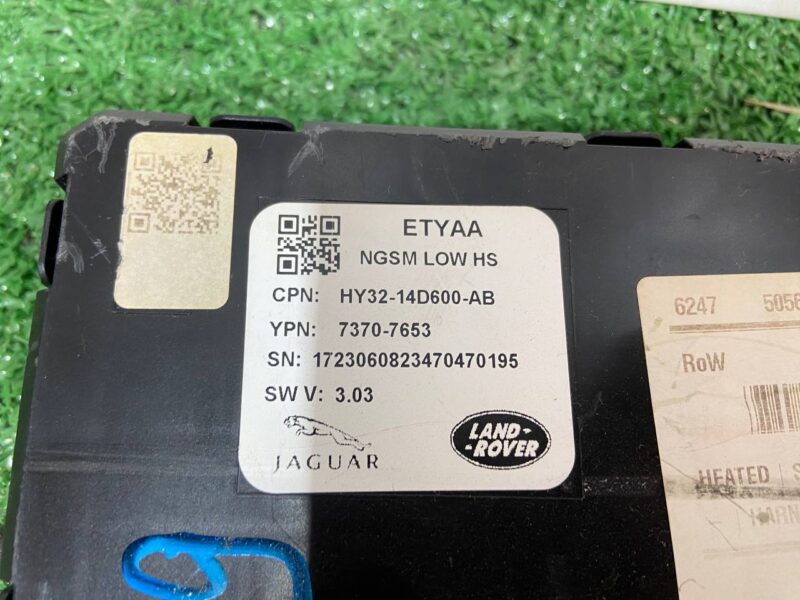 ETYAA
NGSM LOW HS
CPN: HY32-14D600-AB
YPN: 7370-7653
SN: 1723060823470470195
SW V: 3.03
JAGUAR
LAND-
-ROVER
6247 5056
RoW
HEATED